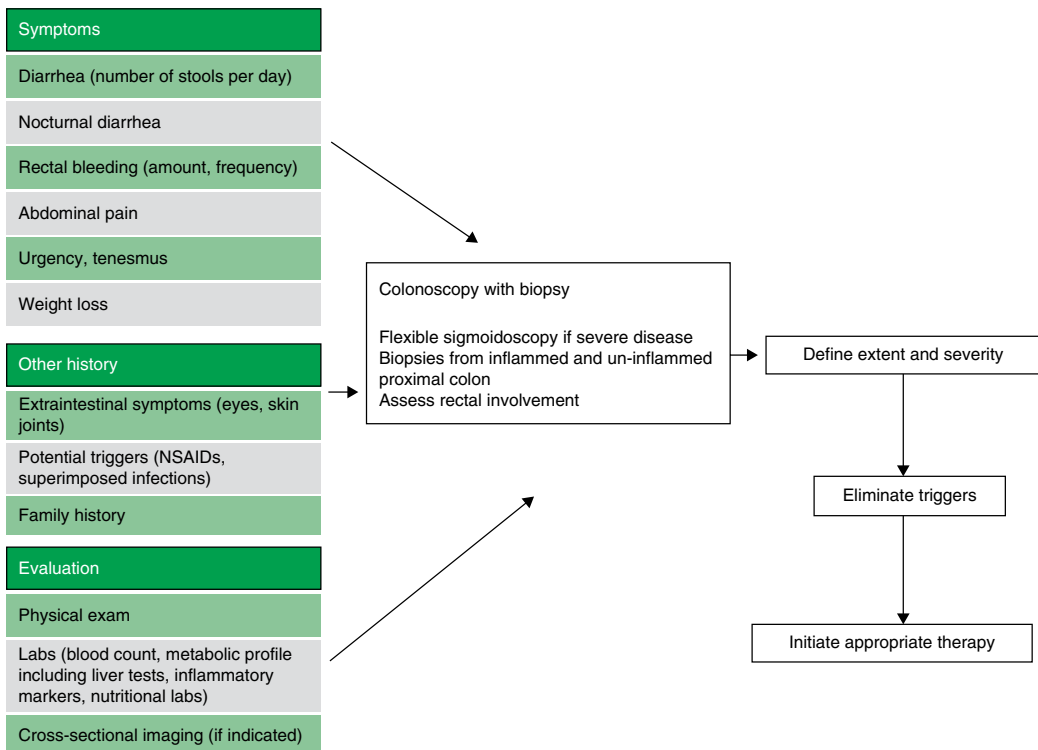 Symptoms
Diarrhea (number of stools per day)
Nocturnal diarrhea
Rectal bleeding (amount, frequency)
Abdominal pain
Urgency, tenesmus
Weight loss
Other history
Extraintestinal symptoms (eyes, skin
joints)
Potential triggers (NSAIDs,
superimposed infections)
Family history
Evaluation
Physical exam
Labs (blood count, metabolic profile
including liver tests, inflammatory
markers, nutritional labs)
Cross-sectional imaging (if indicated)
Colonoscopy with biopsy
Flexible sigmoidoscopy if severe disease
Biopsies from inflammed and un-inflammed
proximal colon
Assess rectal involvement
Define extent and severity
Eliminate triggers
Initiate appropriate therapy